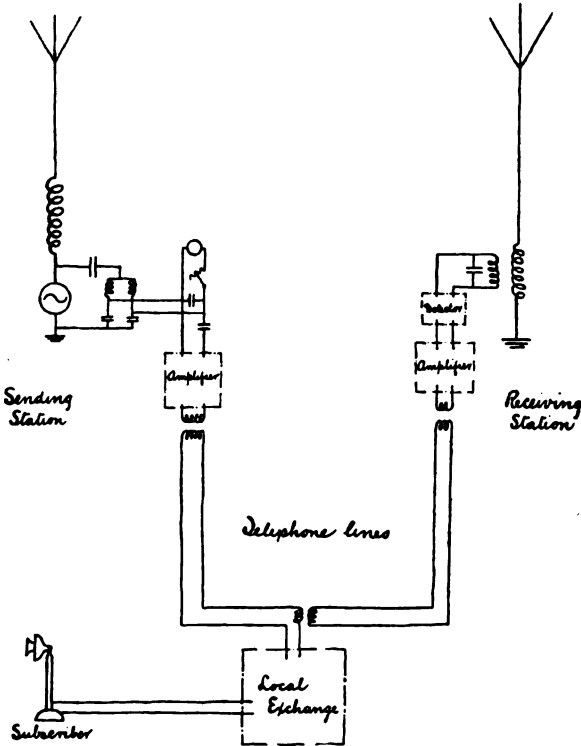 Detector
Amplifier
Amplifier
Sending
Station
Receiving
Station
Telephone lines
Local
Exchange
Subscriber